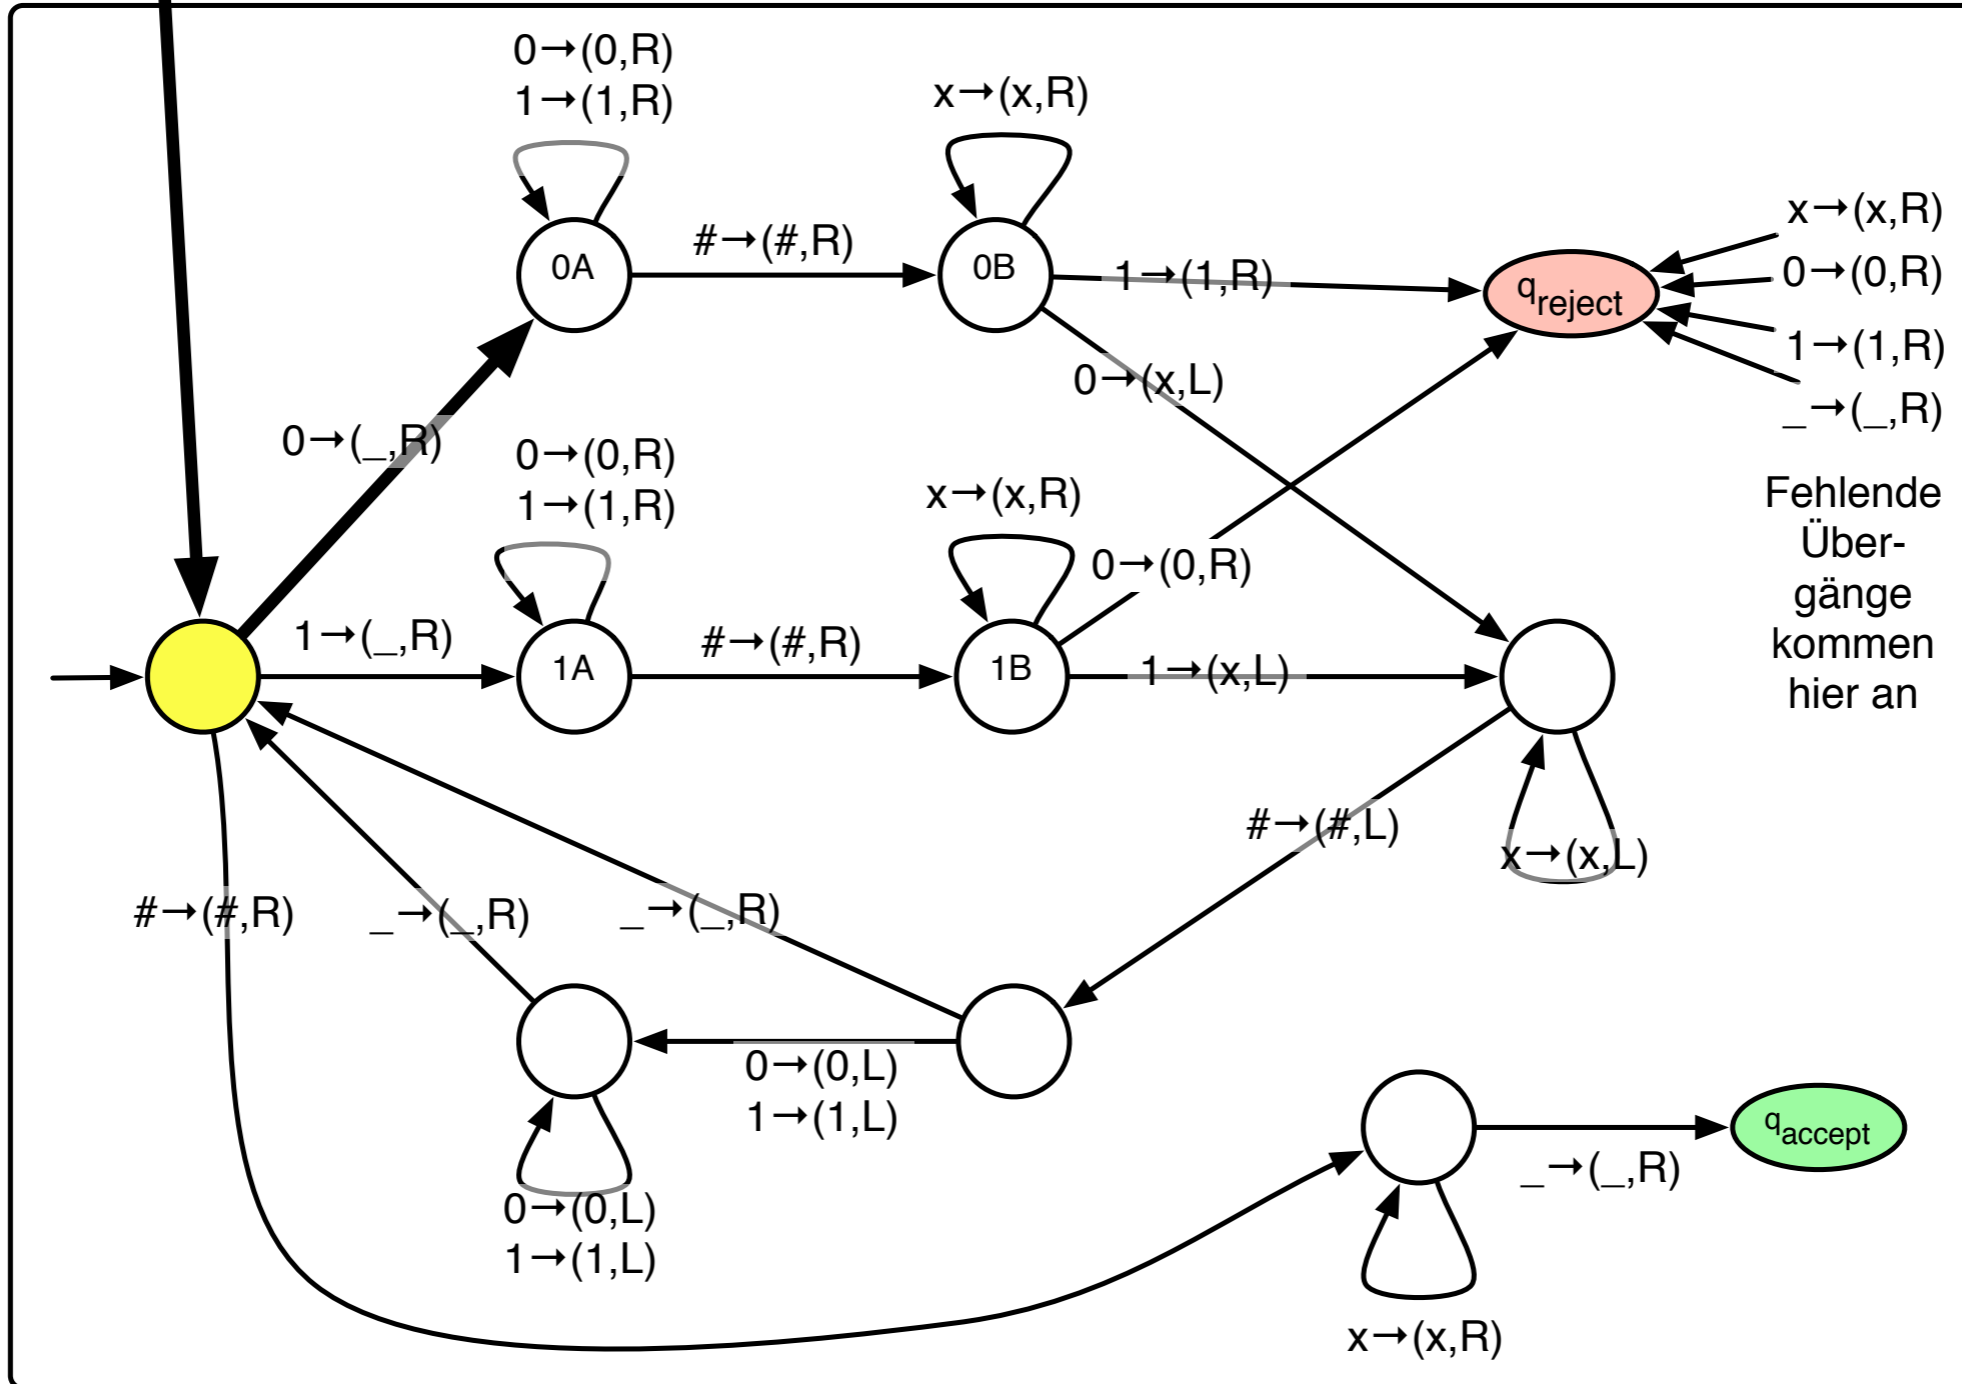 0→(0,R)
1→(1,R)
x→(x,R)
0A
#→(#,R)
0B
1→(1,R)
q reject
x→(x,R)
0→(0,R)
1→(1,R)
_→(_,R)
0→(x,L)
0→(_,R)
0→(0,R)
1→(1,R)
x→(x,R)
0→(0,R)
Fehlende
Über-
gänge
kommen
hier an
1→(_,R)
1A
#→(#,R)
1B
1→(x,L)
#→(#,L)
x→(x,L)
#→(#,R)
_→(_,R)
_→(_,R)
0→(0,L)
1→(1,L)
0→(0,L)
1→(1,L)
q accept
_→(_,R)
x→(x,R)